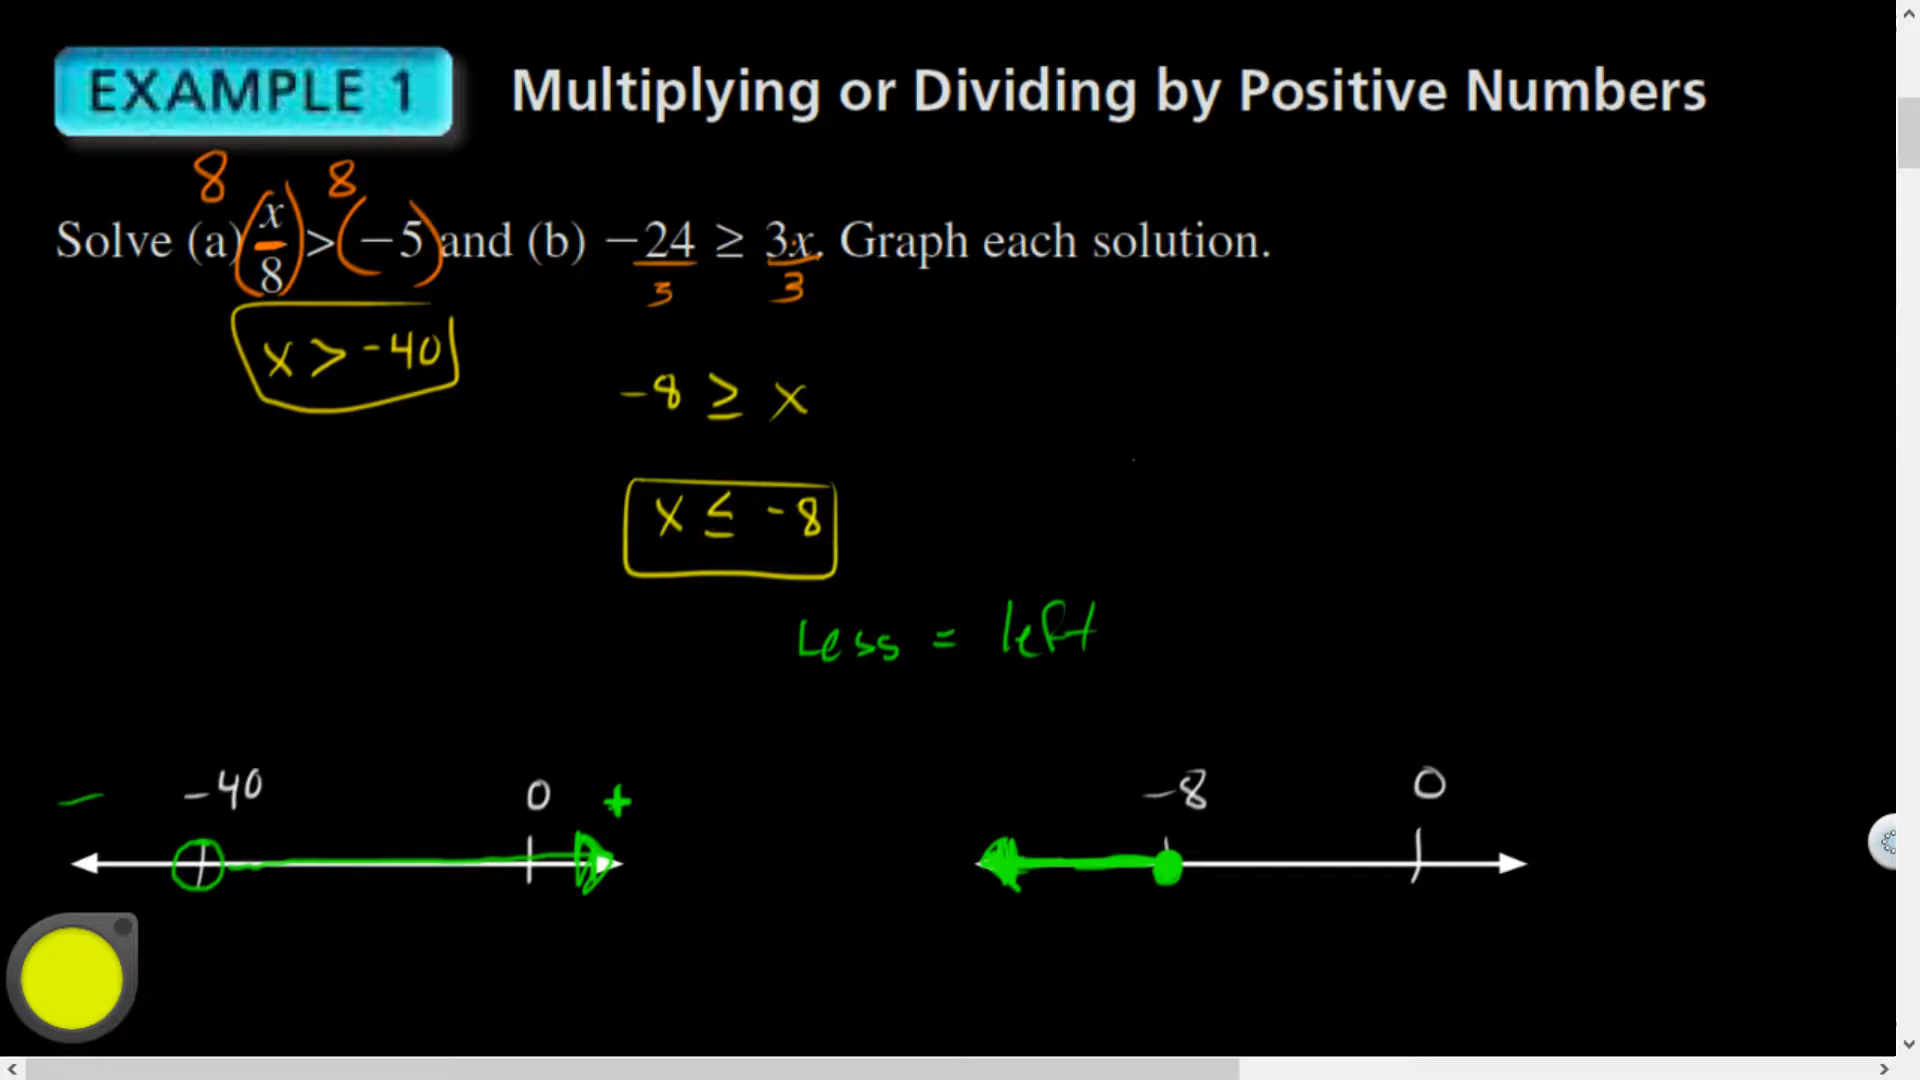 EXAMPLE 1 Multiplying or Dividing by Positive Numbers
8 8
Solve (a) (x/8) > (−5) and (b) −24 ≥ 3x. Graph each solution.
3 3
x > -40
-8 ≥ x
x ≤ -8
Less = left
− -40 0 + -8 0